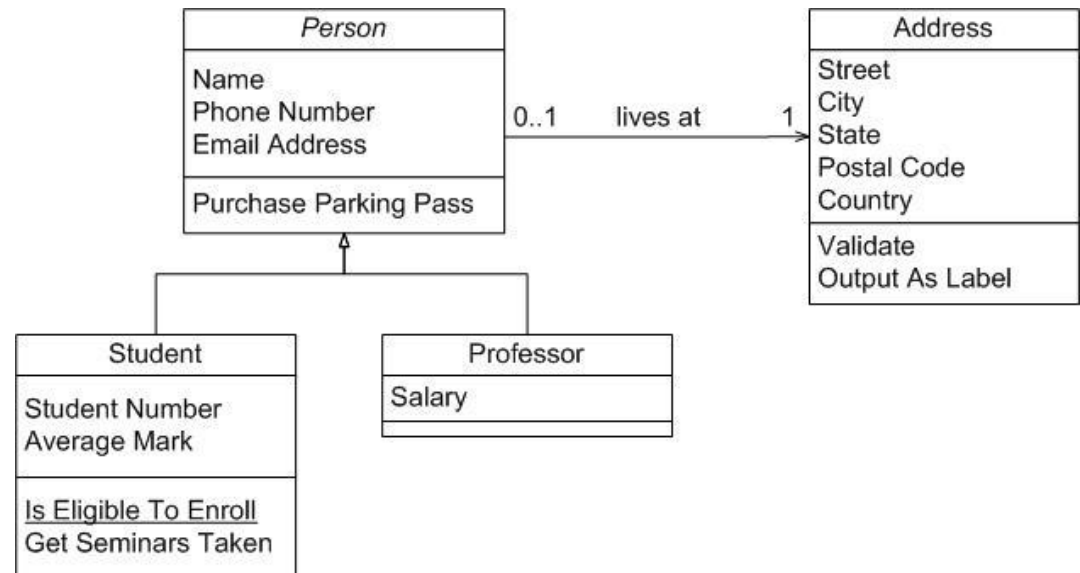 Person
Name
Phone Number
Email Address
Purchase Parking Pass
0..1 lives at 1
Address
Street
City
State
Postal Code
Country
Validate
Output As Label
Student
Student Number
Average Mark
Is Eligible To Enroll
Get Seminars Taken
Professor
Salary